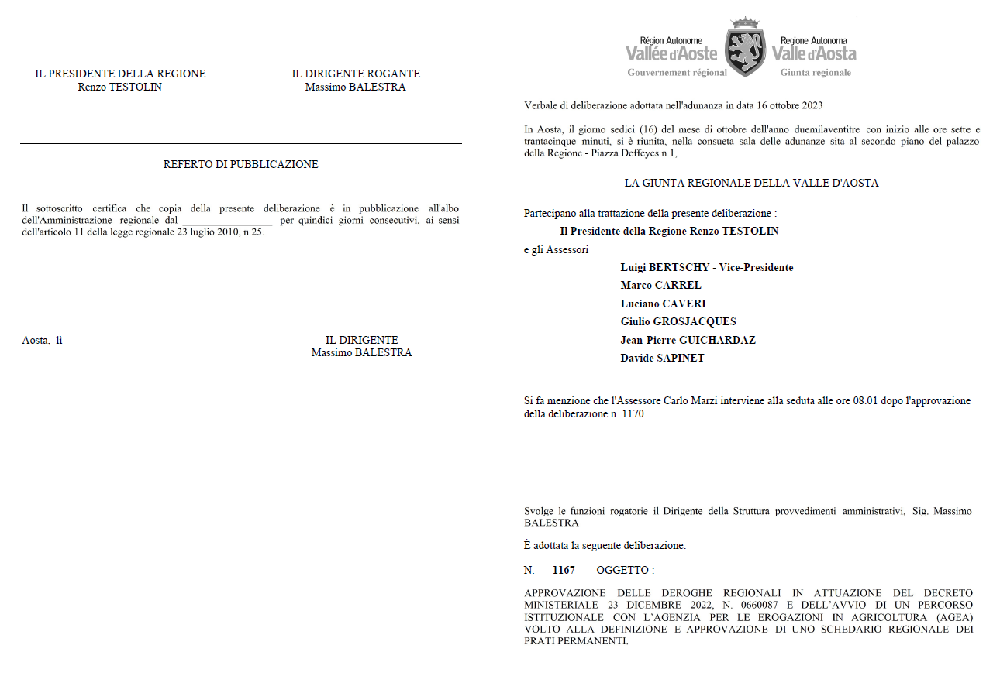 IL PRESIDENTE DELLA REGIONE
Renzo TESTOLIN
IL DIRIGENTE ROGANTE
Massimo BALESTRA
REFERTO DI PUBBLICAZIONE
Il sottoscritto certifica che copia della presente deliberazione è in pubblicazione all'albo
dell'Amministrazione regionale dal __________________ per quindici giorni consecutivi, ai sensi
dell'articolo 11 della legge regionale 23 luglio 2010, n 25.
Aosta, lì
IL DIRIGENTE
Massimo BALESTRA
Région Autonome
Vallée d'Aoste
Gouvernement régional
Regione Autonoma
Valle d'Aosta
Giunta regionale
Verbale di deliberazione adottata nell'adunanza in data 16 ottobre 2023
In Aosta, il giorno sedici (16) del mese di ottobre dell'anno duemilaventitre con inizio alle ore sette e
trantacinque minuti, si è riunita, nella consueta sala delle adunanze sita al secondo piano del palazzo
della Regione - Piazza Deffeyes n.1,
LA GIUNTA REGIONALE DELLA VALLE D'AOSTA
Partecipano alla trattazione della presente deliberazione :
Il Presidente della Regione Renzo TESTOLIN
e gli Assessori
Luigi BERTSCHY - Vice-Presidente
Marco CARREL
Luciano CAVERI
Giulio GROSJACQUES
Jean-Pierre GUICHARDAZ
Davide SAPINET
Si fa menzione che l'Assessore Carlo Marzi interviene alla seduta alle ore 08.01 dopo l'approvazione
della deliberazione n. 1170.
Svolge le funzioni rogatorie il Dirigente della Struttura provvedimenti amministrativi, Sig. Massimo
BALESTRA
È adottata la seguente deliberazione:
N. 1167 OGGETTO :
APPROVAZIONE DELLE DEROGHE REGIONALI IN ATTUAZIONE DEL DECRETO
MINISTERIALE 23 DICEMBRE 2022, N. 0660087 E DELL’AVVIO DI UN PERCORSO
ISTITUZIONALE CON L’AGENZIA PER LE EROGAZIONI IN AGRICOLTURA (AGEA)
VOLTO ALLA DEFINIZIONE E APPROVAZIONE DI UNO SCHEDARIO REGIONALE DEI
PRATI PERMANENTI.